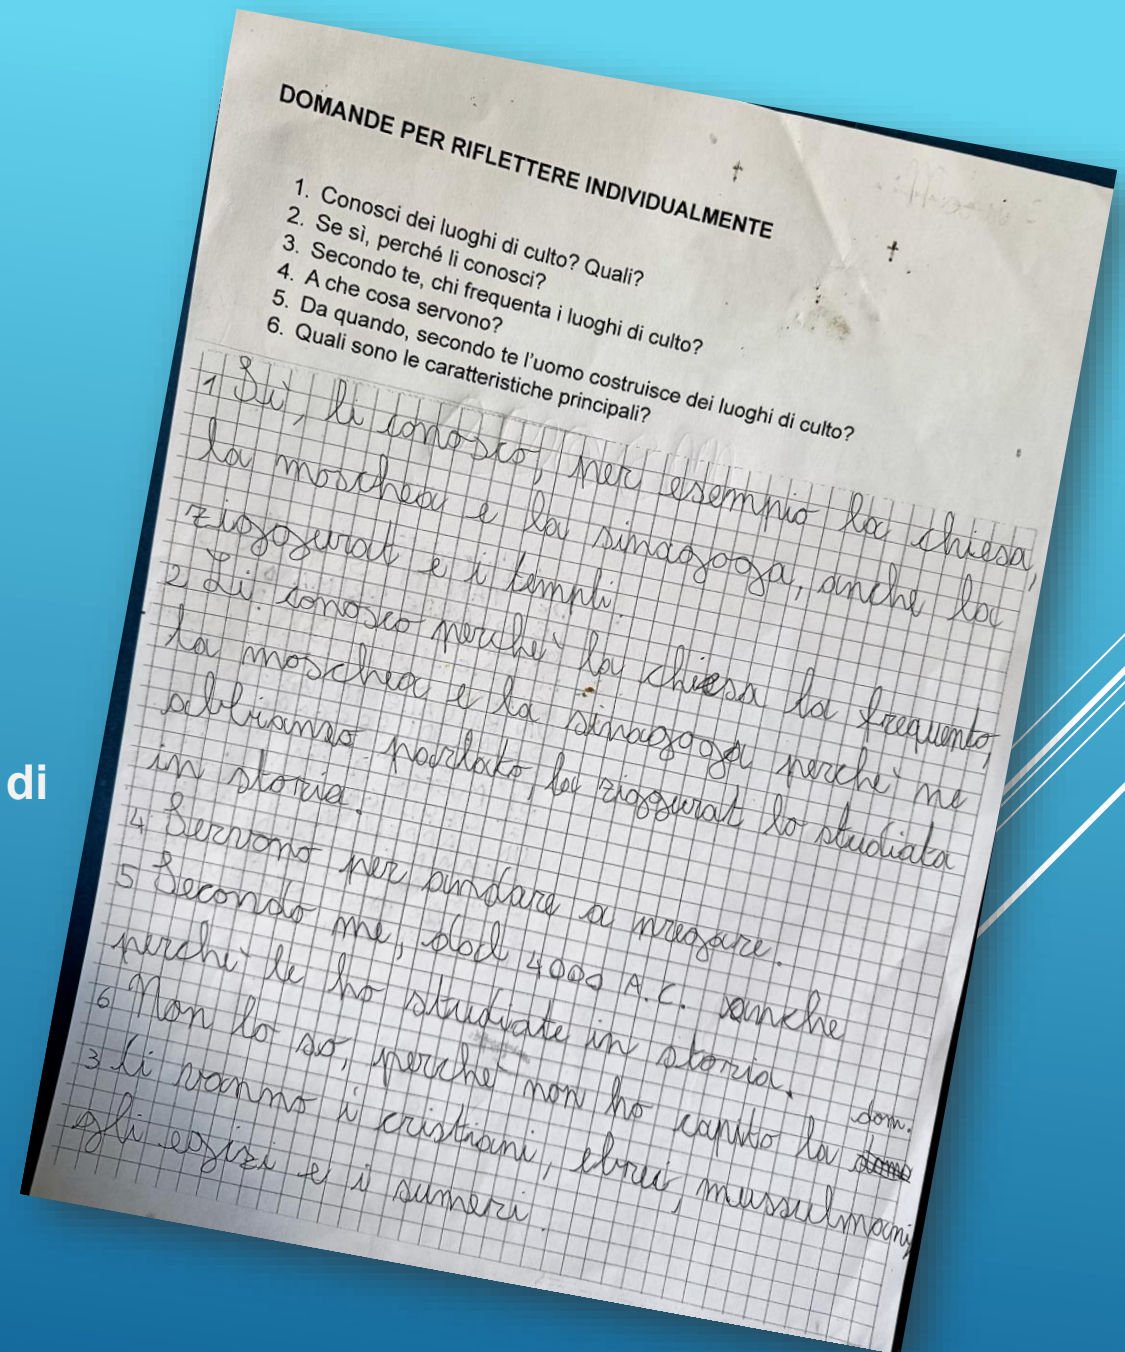 DOMANDE PER RIFLETTERE INDIVIDUALMENTE
1. Conosci dei luoghi di culto? Quali?
2. Se sì, perché li conosci?
3. Secondo te, chi frequenta i luoghi di culto?
4. A che cosa servono?
5. Da quando, secondo te l'uomo costruisce dei luoghi di culto?
6. Quali sono le caratteristiche principali?
1 Sì, li conosco, per esempio la chiesa,
la moschea e la sinagoga, anche la
ziggurat e i templi.
2 Li conosco perchè la chiesa la frequento,
la moschea e la sinagoga perchè ne
abbiamo parlato, la ziggurat lo studiata
in storia.
4 Servono per andare a pregare.
5 Secondo me, dal 4000 A.C. anche
perchè le ho studiate in storia.
6 Non lo so, perchè non ho capito la dom.
3 Ci vanno i cristiani, ebrei, mussulmani,
gli egizi e i sumeri.
di